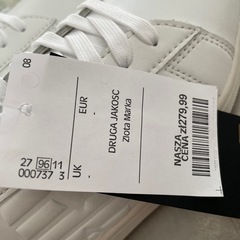 08
EUR
UK
DRUGA JAKOSC
Złota Marka
NASZA
CENA zł279,99
27 96 11
000737 3